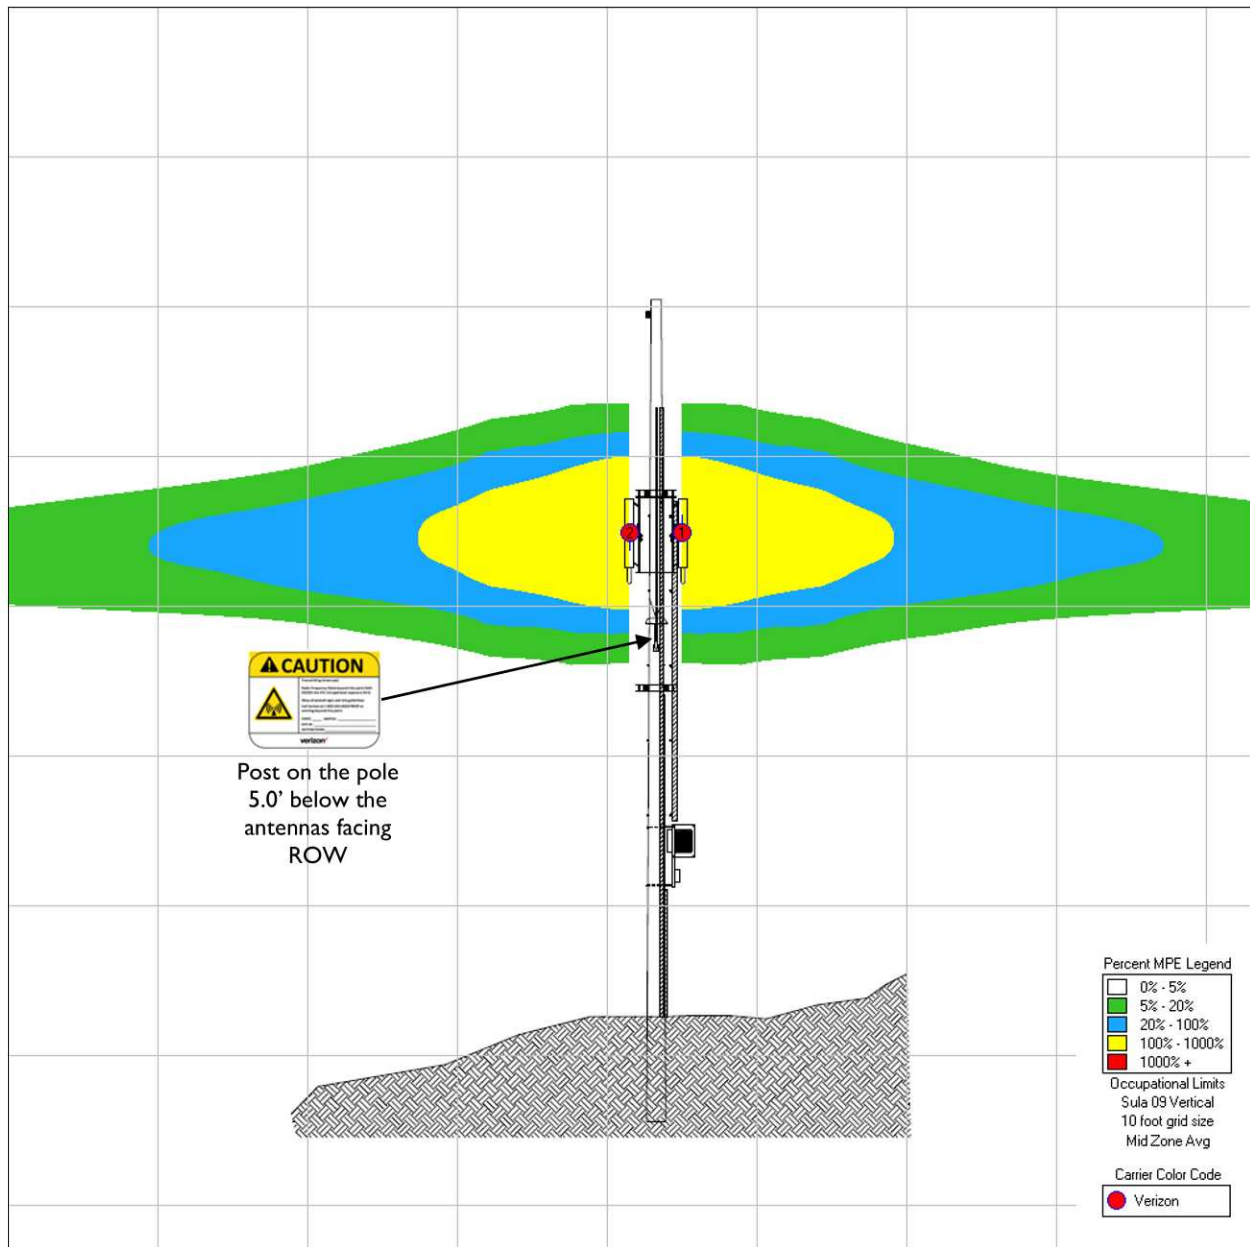 2
1
CAUTION
verizon
Post on the pole
5.0' below the
antennas facing
ROW
Percent MPE Legend
0% - 5%
5% - 20%
20% - 100%
100% - 1000%
1000% +
Occupational Limits
Sula 09 Vertical
10 foot grid size
Mid Zone Avg
Carrier Color Code
Verizon